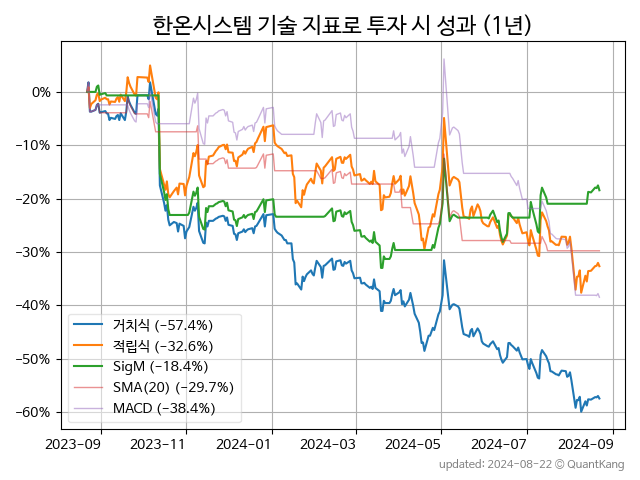 한온시스템 기술 지표로 투자 시 성과 (1년)
0%
−10%
−20%
−30%
−40%
−50%
−60%
거치식 (−57.4%)
적립식 (−32.6%)
SigM (−18.4%)
SMA(20) (−29.7%)
MACD (−38.4%)
2023−09 2023−11 2024−01 2024−03 2024−05 2024−07 2024−09
updated: 2024-08-22 @ QuantKang